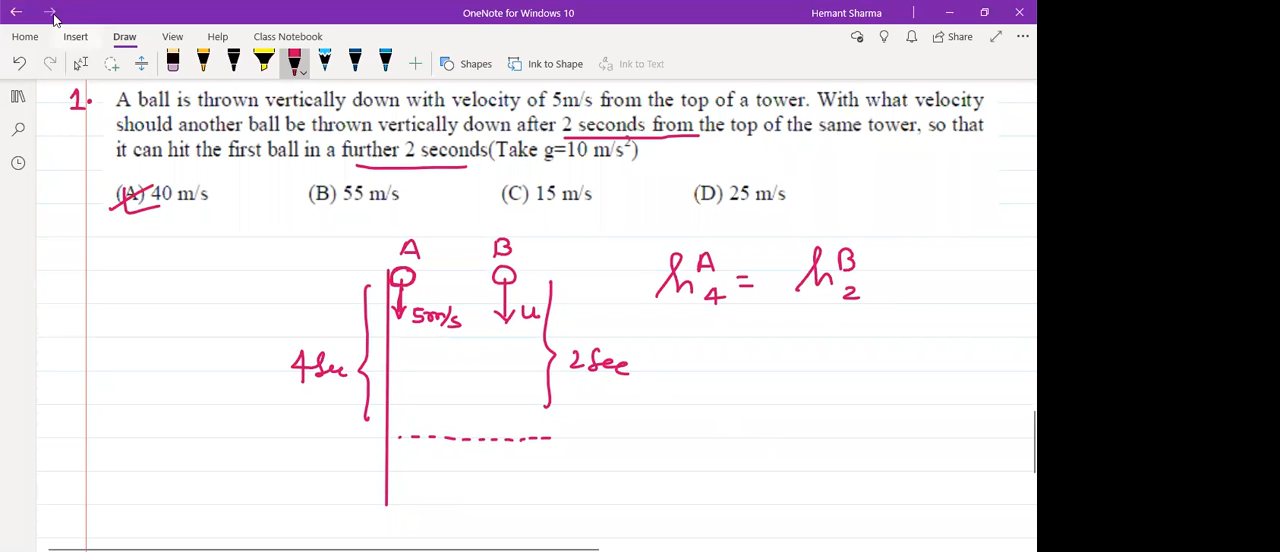 OneNote for Windows 10
Hemant Sharma
Home Insert Draw View Help Class Notebook Share
Shapes Ink to Shape Ink to Text
1. A ball is thrown vertically down with velocity of 5m/s from the top of a tower. With what velocity
should another ball be thrown vertically down after 2 seconds from the top of the same tower, so that
it can hit the first ball in a further 2 seconds(Take g=10 m/s²)
(A) 40 m/s (B) 55 m/s (C) 15 m/s (D) 25 m/s
A B
h₄ᴬ = h₂ᴮ
5m/s u
4 Sec 2 Sec